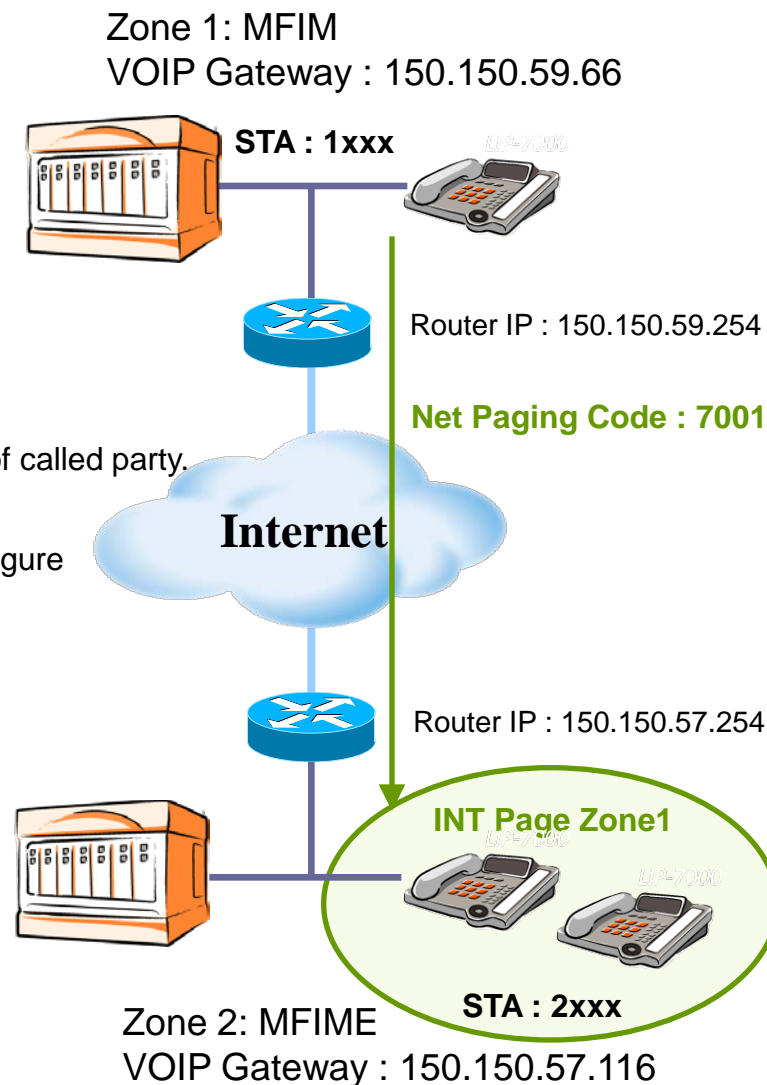 Zone 1: MFIM
VOIP Gateway : 150.150.59.66
STA : 1xxx
LIP-7000
Router IP : 150.150.59.254
Net Paging Code : 7001
of called party.
Internet
gure
Router IP : 150.150.57.254
INT Page Zone1
LIP-7000
LIP-7000
STA : 2xxx
Zone 2: MFIME
VOIP Gateway : 150.150.57.116